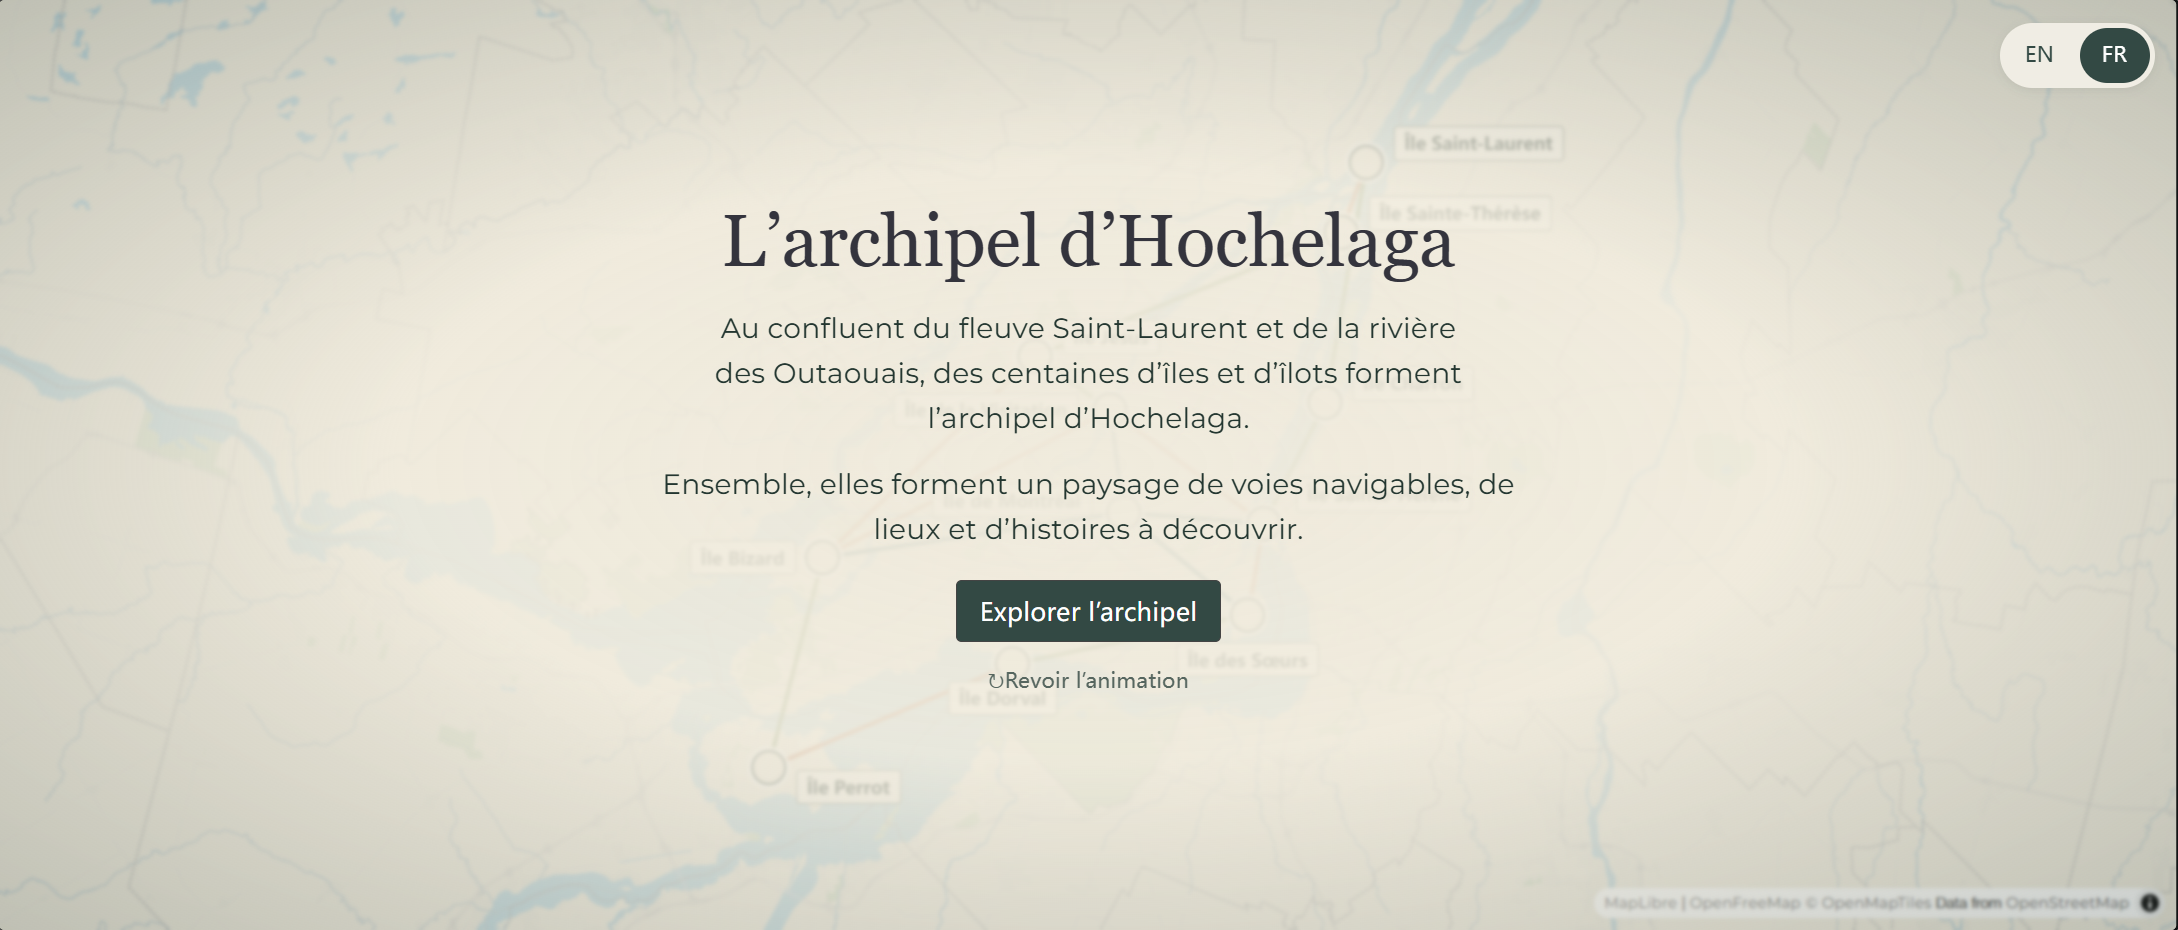 EN
FR
Île Saint-Laurent
Île Sainte-Thérèse
L’archipel d’Hochelaga
Au confluent du fleuve Saint-Laurent et de la rivière
des Outaouais, des centaines d’îles et d’îlots forment
l’archipel d’Hochelaga.
Ensemble, elles forment un paysage de voies navigables, de
lieux et d’histoires à découvrir.
Île Bizard
Explorer l’archipel
Île des Sœurs
↻Revoir l’animation
Île Dorval
Île Perrot
MapLibre | OpenFreeMap © OpenMapTiles Data from OpenStreetMap